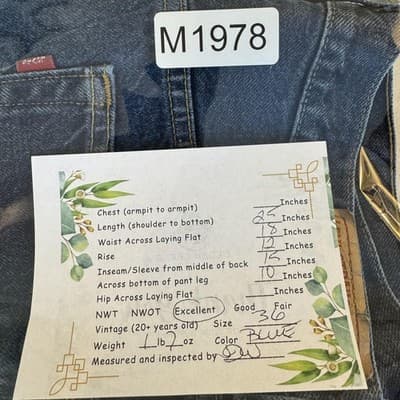 M1978
Chest (armpit to armpit) ___ Inches
Length (shoulder to bottom) 25 Inches
Waist Across Laying Flat 18 Inches
Rise 12 Inches
Inseam/Sleeve from middle of back 15 Inches
Across bottom of pant leg 10 Inches
Hip Across Laying Flat ___ Inches
NWT NWOT Excellent Good Fair
Vintage (20+ years old) Size 36
Weight 1 lb 7 oz Color BLUE
Measured and inspected by